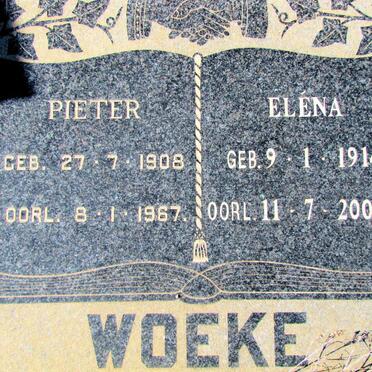 PIETER
GEB. 27·7·1908
OORL. 8·1·1967.
ELÉNA
GEB. 9·1·191
OORL. 11·7·200
WOEKE